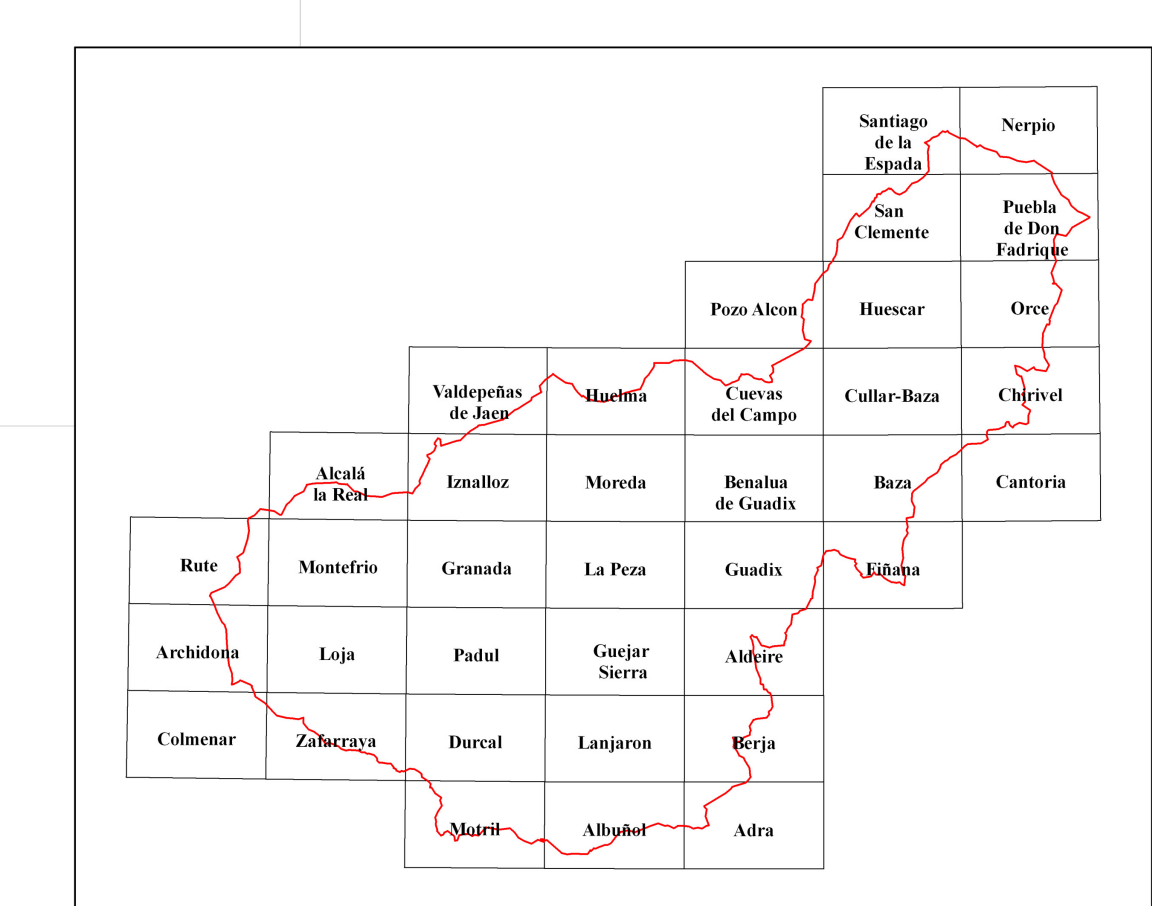 Santiago
de la
Espada
Nerpio
San
Clemente
Puebla
de Don
Fadrique
Pozo Alcon
Huescar
Orce
Valdepeñas
de Jaen
Huelma
Cuevas
del Campo
Cullar-Baza
Chirivel
Alcalá
la Real
Iznalloz
Moreda
Benalua
de Guadix
Baza
Cantoria
Rute
Montefrio
Granada
La Peza
Guadix
Fiñana
Archidona
Loja
Padul
Guejar
Sierra
Aldeire
Colmenar
Zafarraya
Durcal
Lanjaron
Berja
Motril
Albuñol
Adra